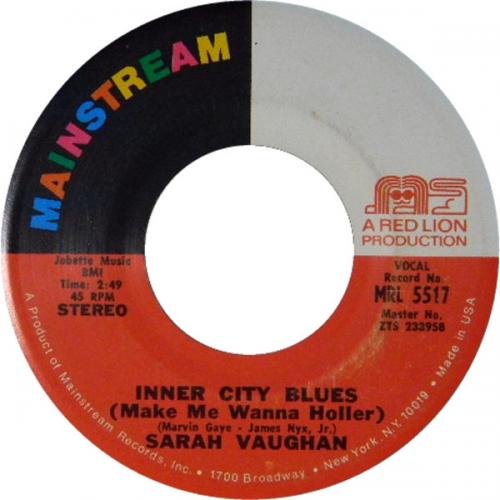 MAINSTREAM
MS
A RED LION
PRODUCTION
Jobette Music
BMI
Time: 2:49
45 RPM
STEREO
VOCAL
Record No.
MRL 5517
Master No.
ZTS 233958
INNER CITY BLUES
(Make Me Wanna Holler)
(Marvin Gaye - James Nyx, Jr.)
SARAH VAUGHAN
A Product of Mainstream Records, Inc. • 1700 Broadway • New York, N.Y. 10019 • Made in USA